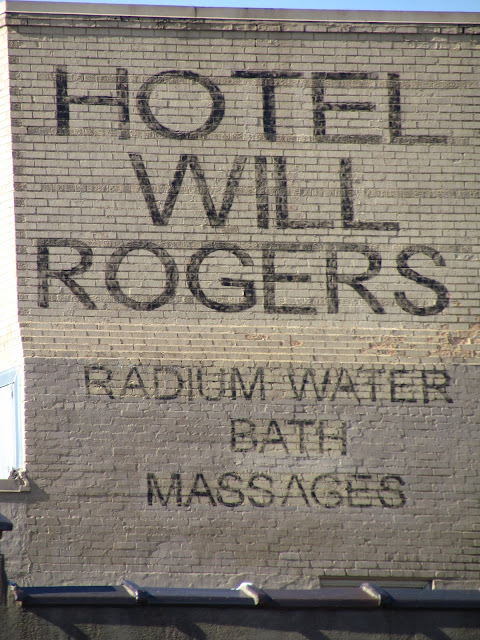 HOTEL
WILL
ROGERS
RADIUM WATER
BATH
MASSAGES